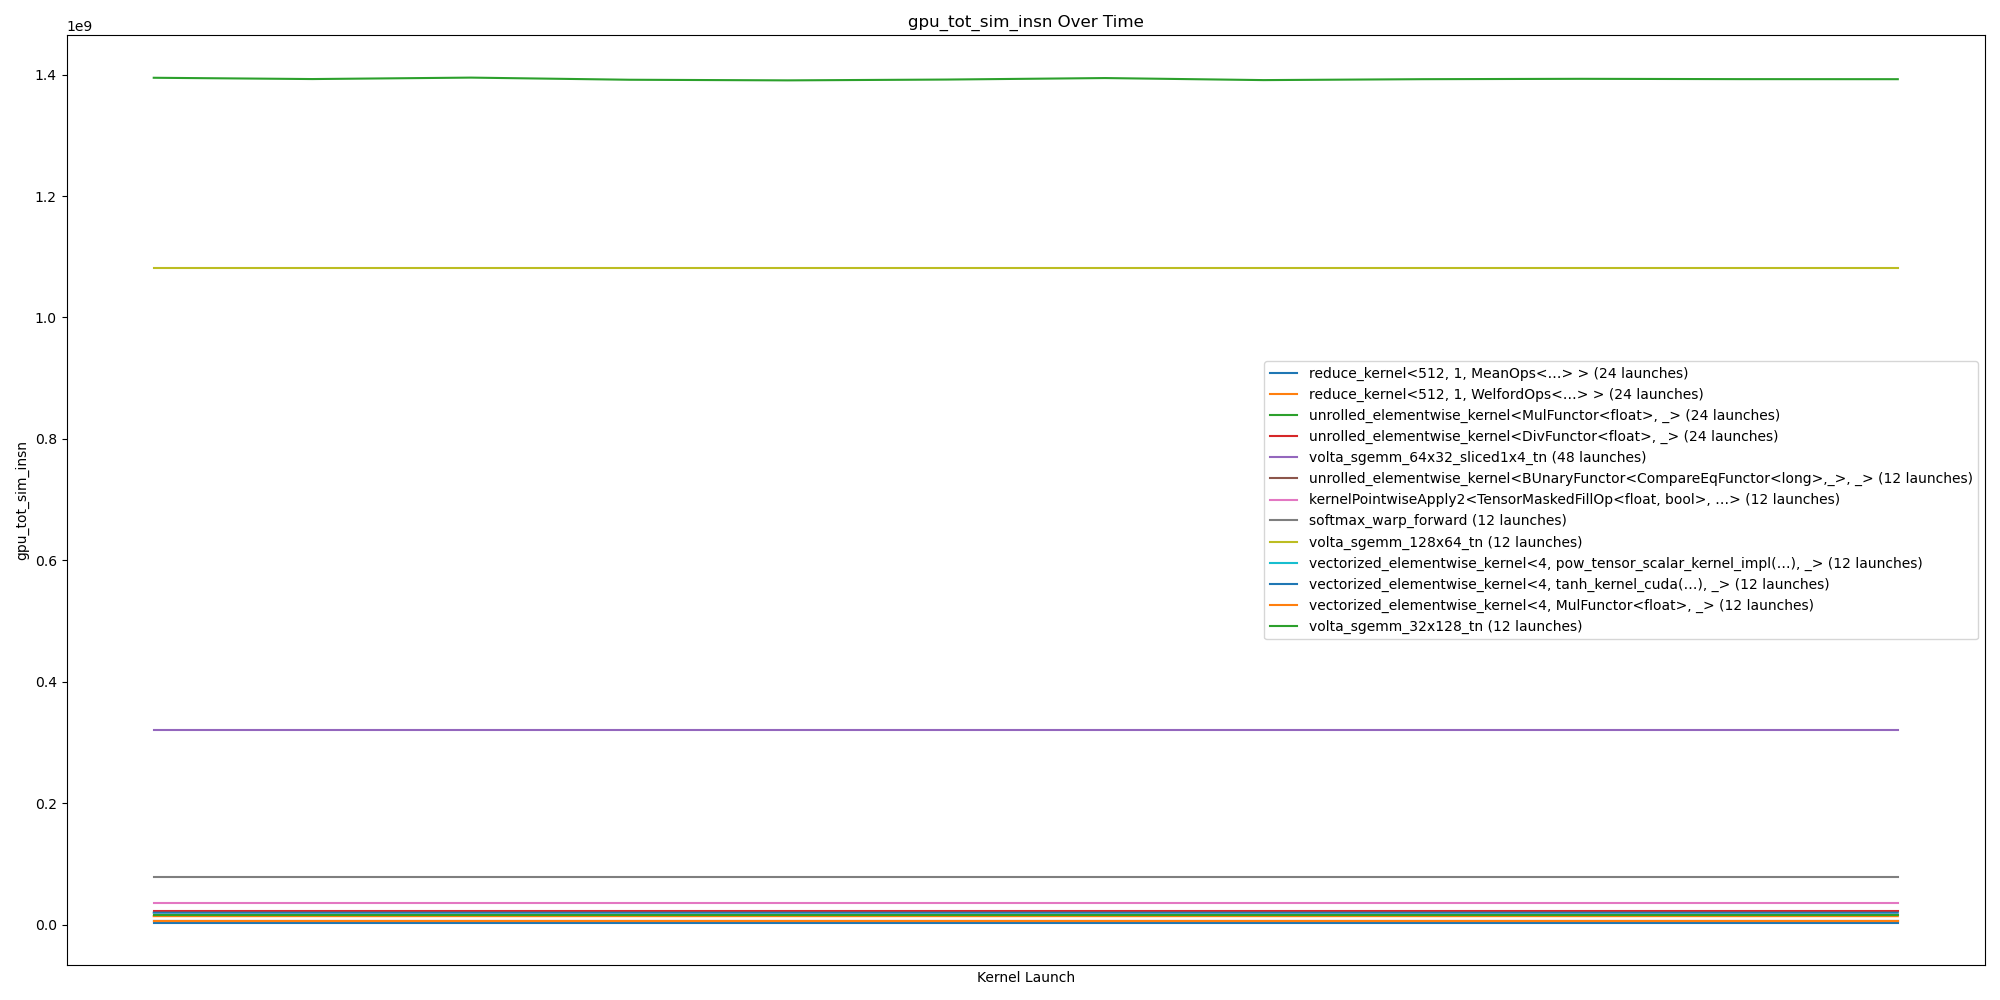 gpu_tot_sim_insn Over Time
1e9
1.4
1.2
1.0
0.8
0.6
0.4
0.2
0.0
gpu_tot_sim_insn
Kernel Launch
reduce_kernel<512, 1, MeanOps<...> > (24 launches)
reduce_kernel<512, 1, WelfordOps<...> > (24 launches)
unrolled_elementwise_kernel<MulFunctor<float>, _> (24 launches)
unrolled_elementwise_kernel<DivFunctor<float>, _> (24 launches)
volta_sgemm_64x32_sliced1x4_tn (48 launches)
unrolled_elementwise_kernel<BUnaryFunctor<CompareEqFunctor<long>,_>, _> (12 launches)
kernelPointwiseApply2<TensorMaskedFillOp<float, bool>, ...> (12 launches)
softmax_warp_forward (12 launches)
volta_sgemm_128x64_tn (12 launches)
vectorized_elementwise_kernel<4, pow_tensor_scalar_kernel_impl(...), _> (12 launches)
vectorized_elementwise_kernel<4, tanh_kernel_cuda(...), _> (12 launches)
vectorized_elementwise_kernel<4, MulFunctor<float>, _> (12 launches)
volta_sgemm_32x128_tn (12 launches)